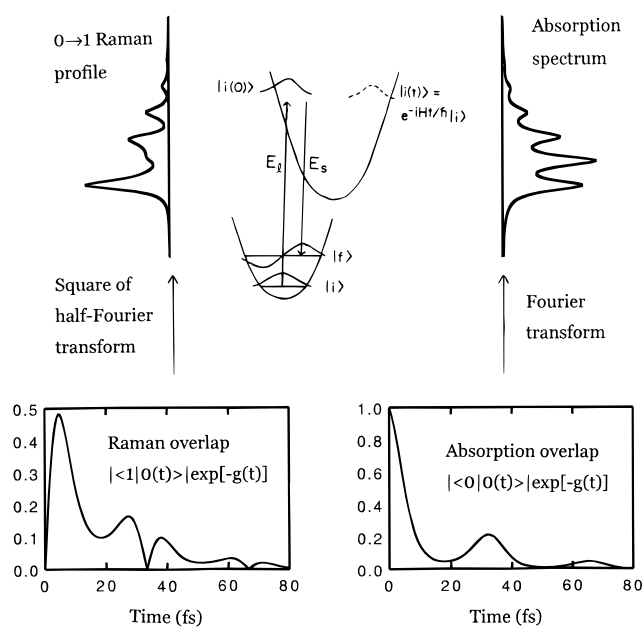 0→1 Raman
profile
Absorption
spectrum
|i(0)⟩
|i(t)⟩ =
e^{-iHt/ħ}|i⟩
E_ℓ
E_s
|f⟩
|i⟩
Square of
half-Fourier
transform
Fourier
transform
0.5
0.4
0.3
0.2
0.1
0.0
Raman overlap
|<1|0(t)>|exp[-g(t)]
0 20 40 60 80
Time (fs)
1.0
0.8
0.6
0.4
0.2
0.0
Absorption overlap
|<0|0(t)>|exp[-g(t)]
0 20 40 60 80
Time (fs)